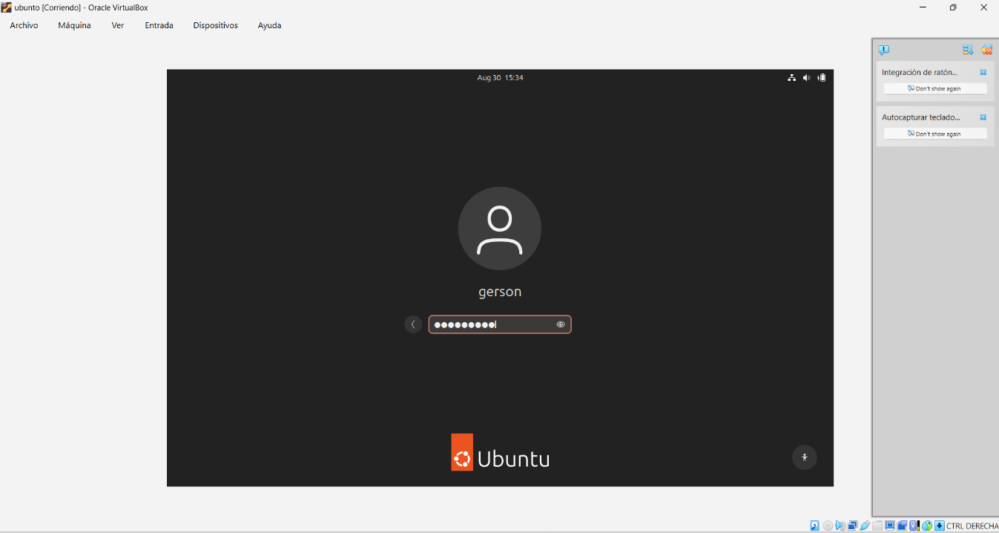 ubunto [Corriendo] - Oracle VirtualBox
Archivo Máquina Ver Entrada Dispositivos Ayuda
Aug 30 15:34
Integración de ratón...
Don't show again
Autocapturar teclado...
Don't show again
gerson
Ubuntu
CTRL DERECHA